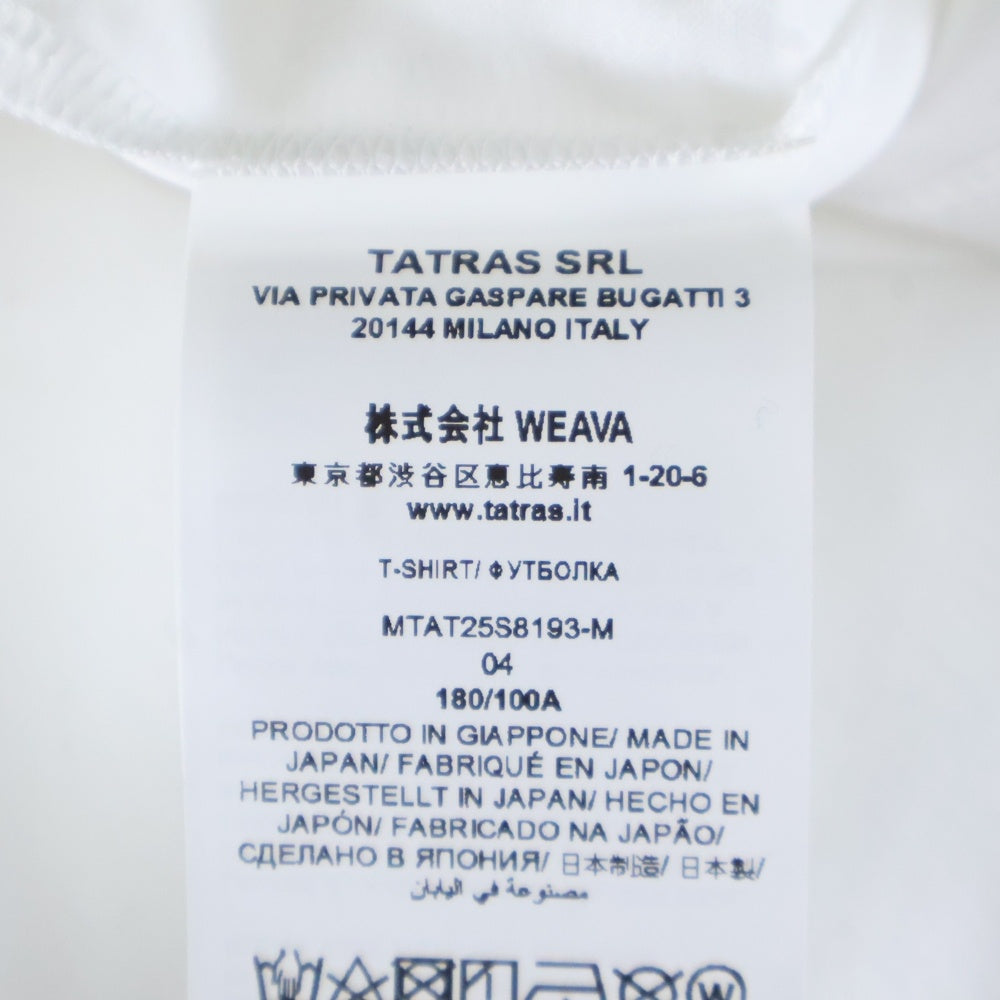 TATRAS SRL
VIA PRIVATA GASPARE BUGATTI 3
20144 MILANO ITALY
株式会社 WEAVA
東京都渋谷区恵比寿南 1-20-6
www.tatras.it
T-SHIRT/ ФУТБОЛКА
MTAT25S8193-M
04
180/100A
PRODOTTO IN GIAPPONE/ MADE IN
JAPAN/ FABRIQUÉ EN JAPON/
HERGESTELLT IN JAPAN/ HECHO EN
JAPÓN/ FABRICADO NA JAPÃO/
СДЕЛАНО В ЯПОНИЯ/ 日本制造/ 日本製/
مصنوعة في اليابان
W